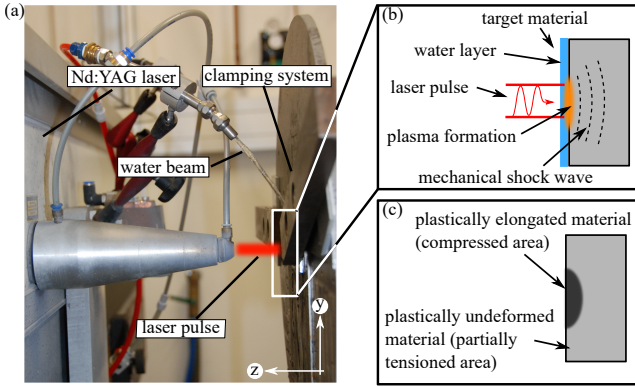 (a)
Nd:YAG laser
clamping system
water beam
laser pulse
y
z
(b)
target material
water layer
laser pulse
plasma formation
mechanical shock wave
(c)
plastically elongated material
(compressed area)
plastically undeformed
material (partially
tensioned area)